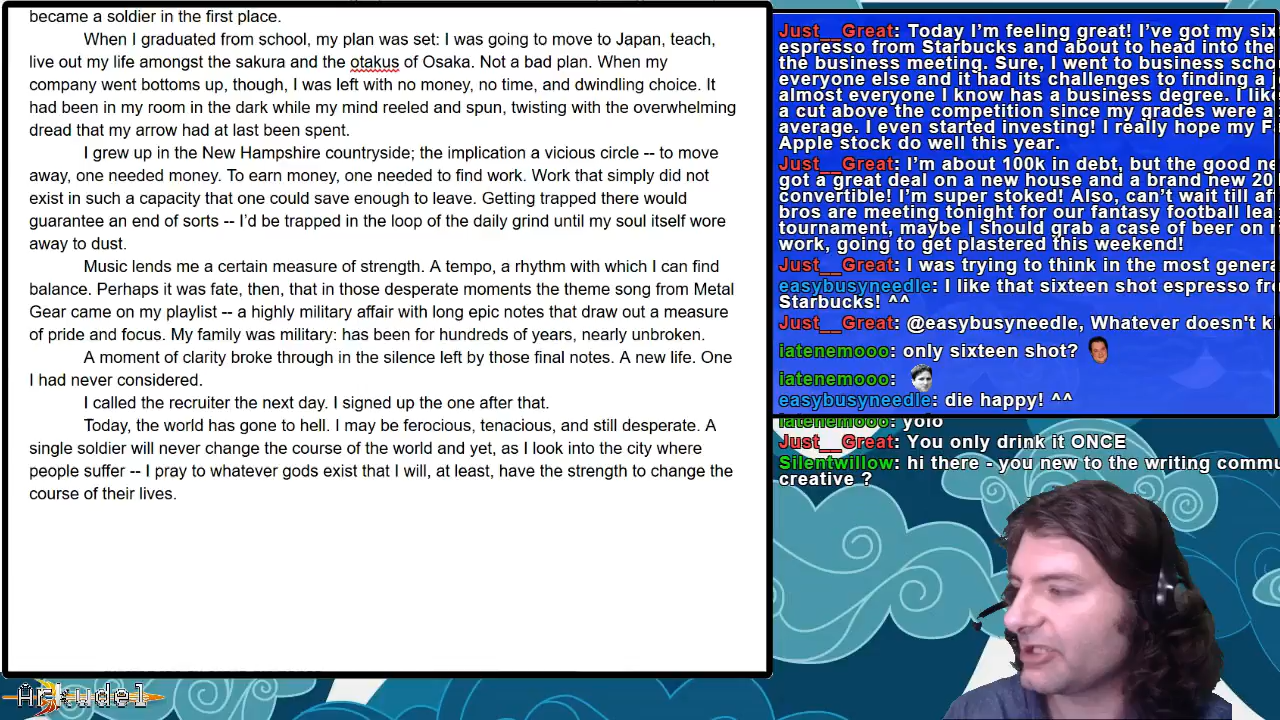 became a soldier in the first place.
When I graduated from school, my plan was set: I was going to move to Japan, teach,
live out my life amongst the sakura and the otakus of Osaka. Not a bad plan. When my
company went bottoms up, though, I was left with no money, no time, and dwindling choice. It
had been in my room in the dark while my mind reeled and spun, twisting with the overwhelming
dread that my arrow had at last been spent.
I grew up in the New Hampshire countryside; the implication a vicious circle -- to move
away, one needed money. To earn money, one needed to find work. Work that simply did not
exist in such a capacity that one could save enough to leave. Getting trapped there would
guarantee an end of sorts -- I'd be trapped in the loop of the daily grind until my soul itself wore
away to dust.
Music lends me a certain measure of strength. A tempo, a rhythm with which I can find
balance. Perhaps it was fate, then, that in those desperate moments the theme song from Metal
Gear came on my playlist -- a highly military affair with long epic notes that draw out a measure
of pride and focus. My family was military: has been for hundreds of years, nearly unbroken.
A moment of clarity broke through in the silence left by those final notes. A new life. One
I had never considered.
I called the recruiter the next day. I signed up the one after that.
Today, the world has gone to hell. I may be ferocious, tenacious, and still desperate. A
single soldier will never change the course of the world and yet, as I look into the city where
people suffer -- I pray to whatever gods exist that I will, at least, have the strength to change the
course of their lives.
Just__Great: Today I'm feeling great! I've got my six
espresso from Starbucks and about to head into the
the business meeting. Sure, I went to business scho
everyone else and it had its challenges to finding a j
almost everyone I know has a business degree. I like
a cut above the competition since my grades were a
average. I even started investing! I really hope my F
Apple stock do well this year.
Just__Great: I'm about 100k in debt, but the good ne
got a great deal on a new house and a brand new 20
convertible! I'm super stoked! Also, can't wait till af
bros are meeting tonight for our fantasy football lea
tournament, maybe I should grab a case of beer on
work, going to get plastered this weekend!
Just__Great: I was trying to think in the most genera
easybusyneedle: I like that sixteen shot espresso fr
Starbucks! ^^
Just__Great: @easybusyneedle, Whatever doesn't k
iatenemooo: only sixteen shot?
iatenemooo:
easybusyneedle: die happy! ^^
iatenemooo: yolo
Just__Great: You only drink it ONCE
Silentwillow: hi there - you new to the writing commu
creative ?
Arkudel